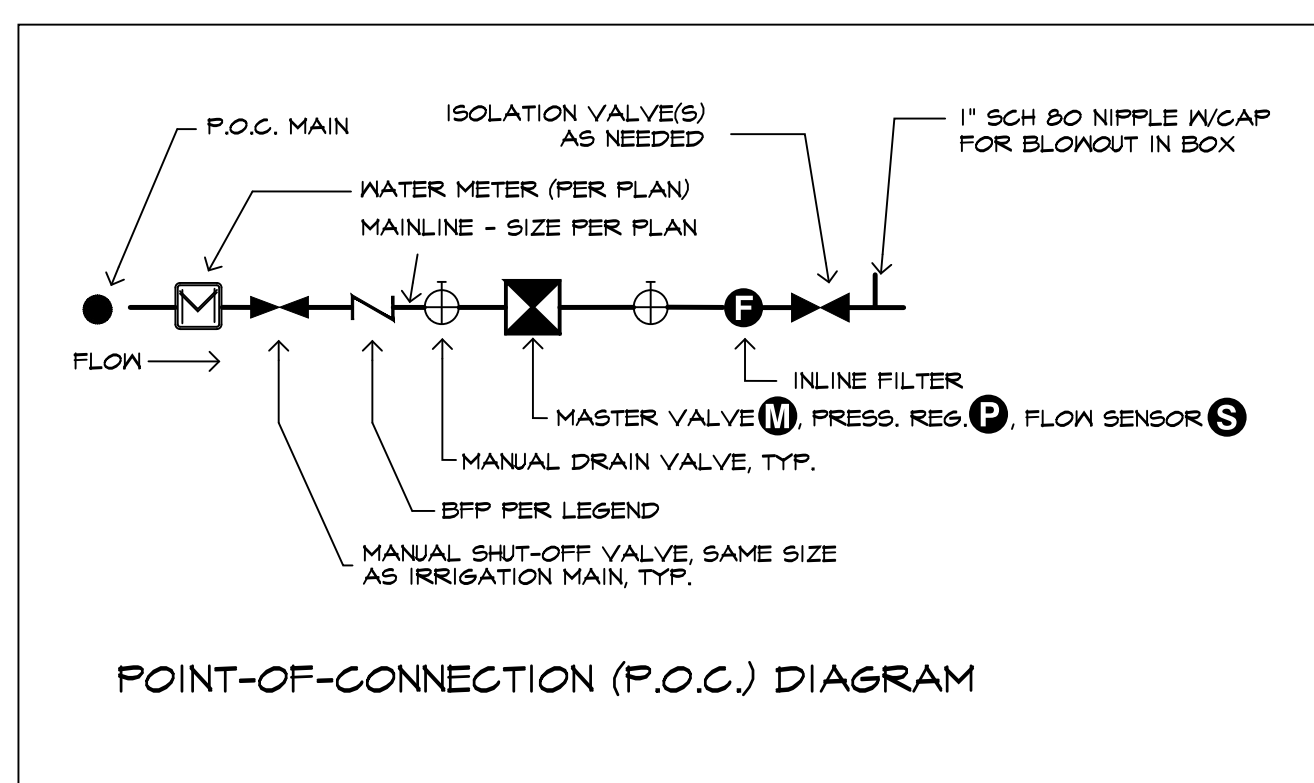 P.O.C. MAIN
ISOLATION VALVE(S)
AS NEEDED
1" SCH 80 NIPPLE W/CAP
FOR BLOWOUT IN BOX
WATER METER (PER PLAN)
MAINLINE - SIZE PER PLAN
M
F
FLOW
INLINE FILTER
MASTER VALVE M, PRESS. REG. P, FLOW SENSOR S
MANUAL DRAIN VALVE, TYP.
BFP PER LEGEND
MANUAL SHUT-OFF VALVE, SAME SIZE
AS IRRIGATION MAIN, TYP.
POINT-OF-CONNECTION (P.O.C.) DIAGRAM